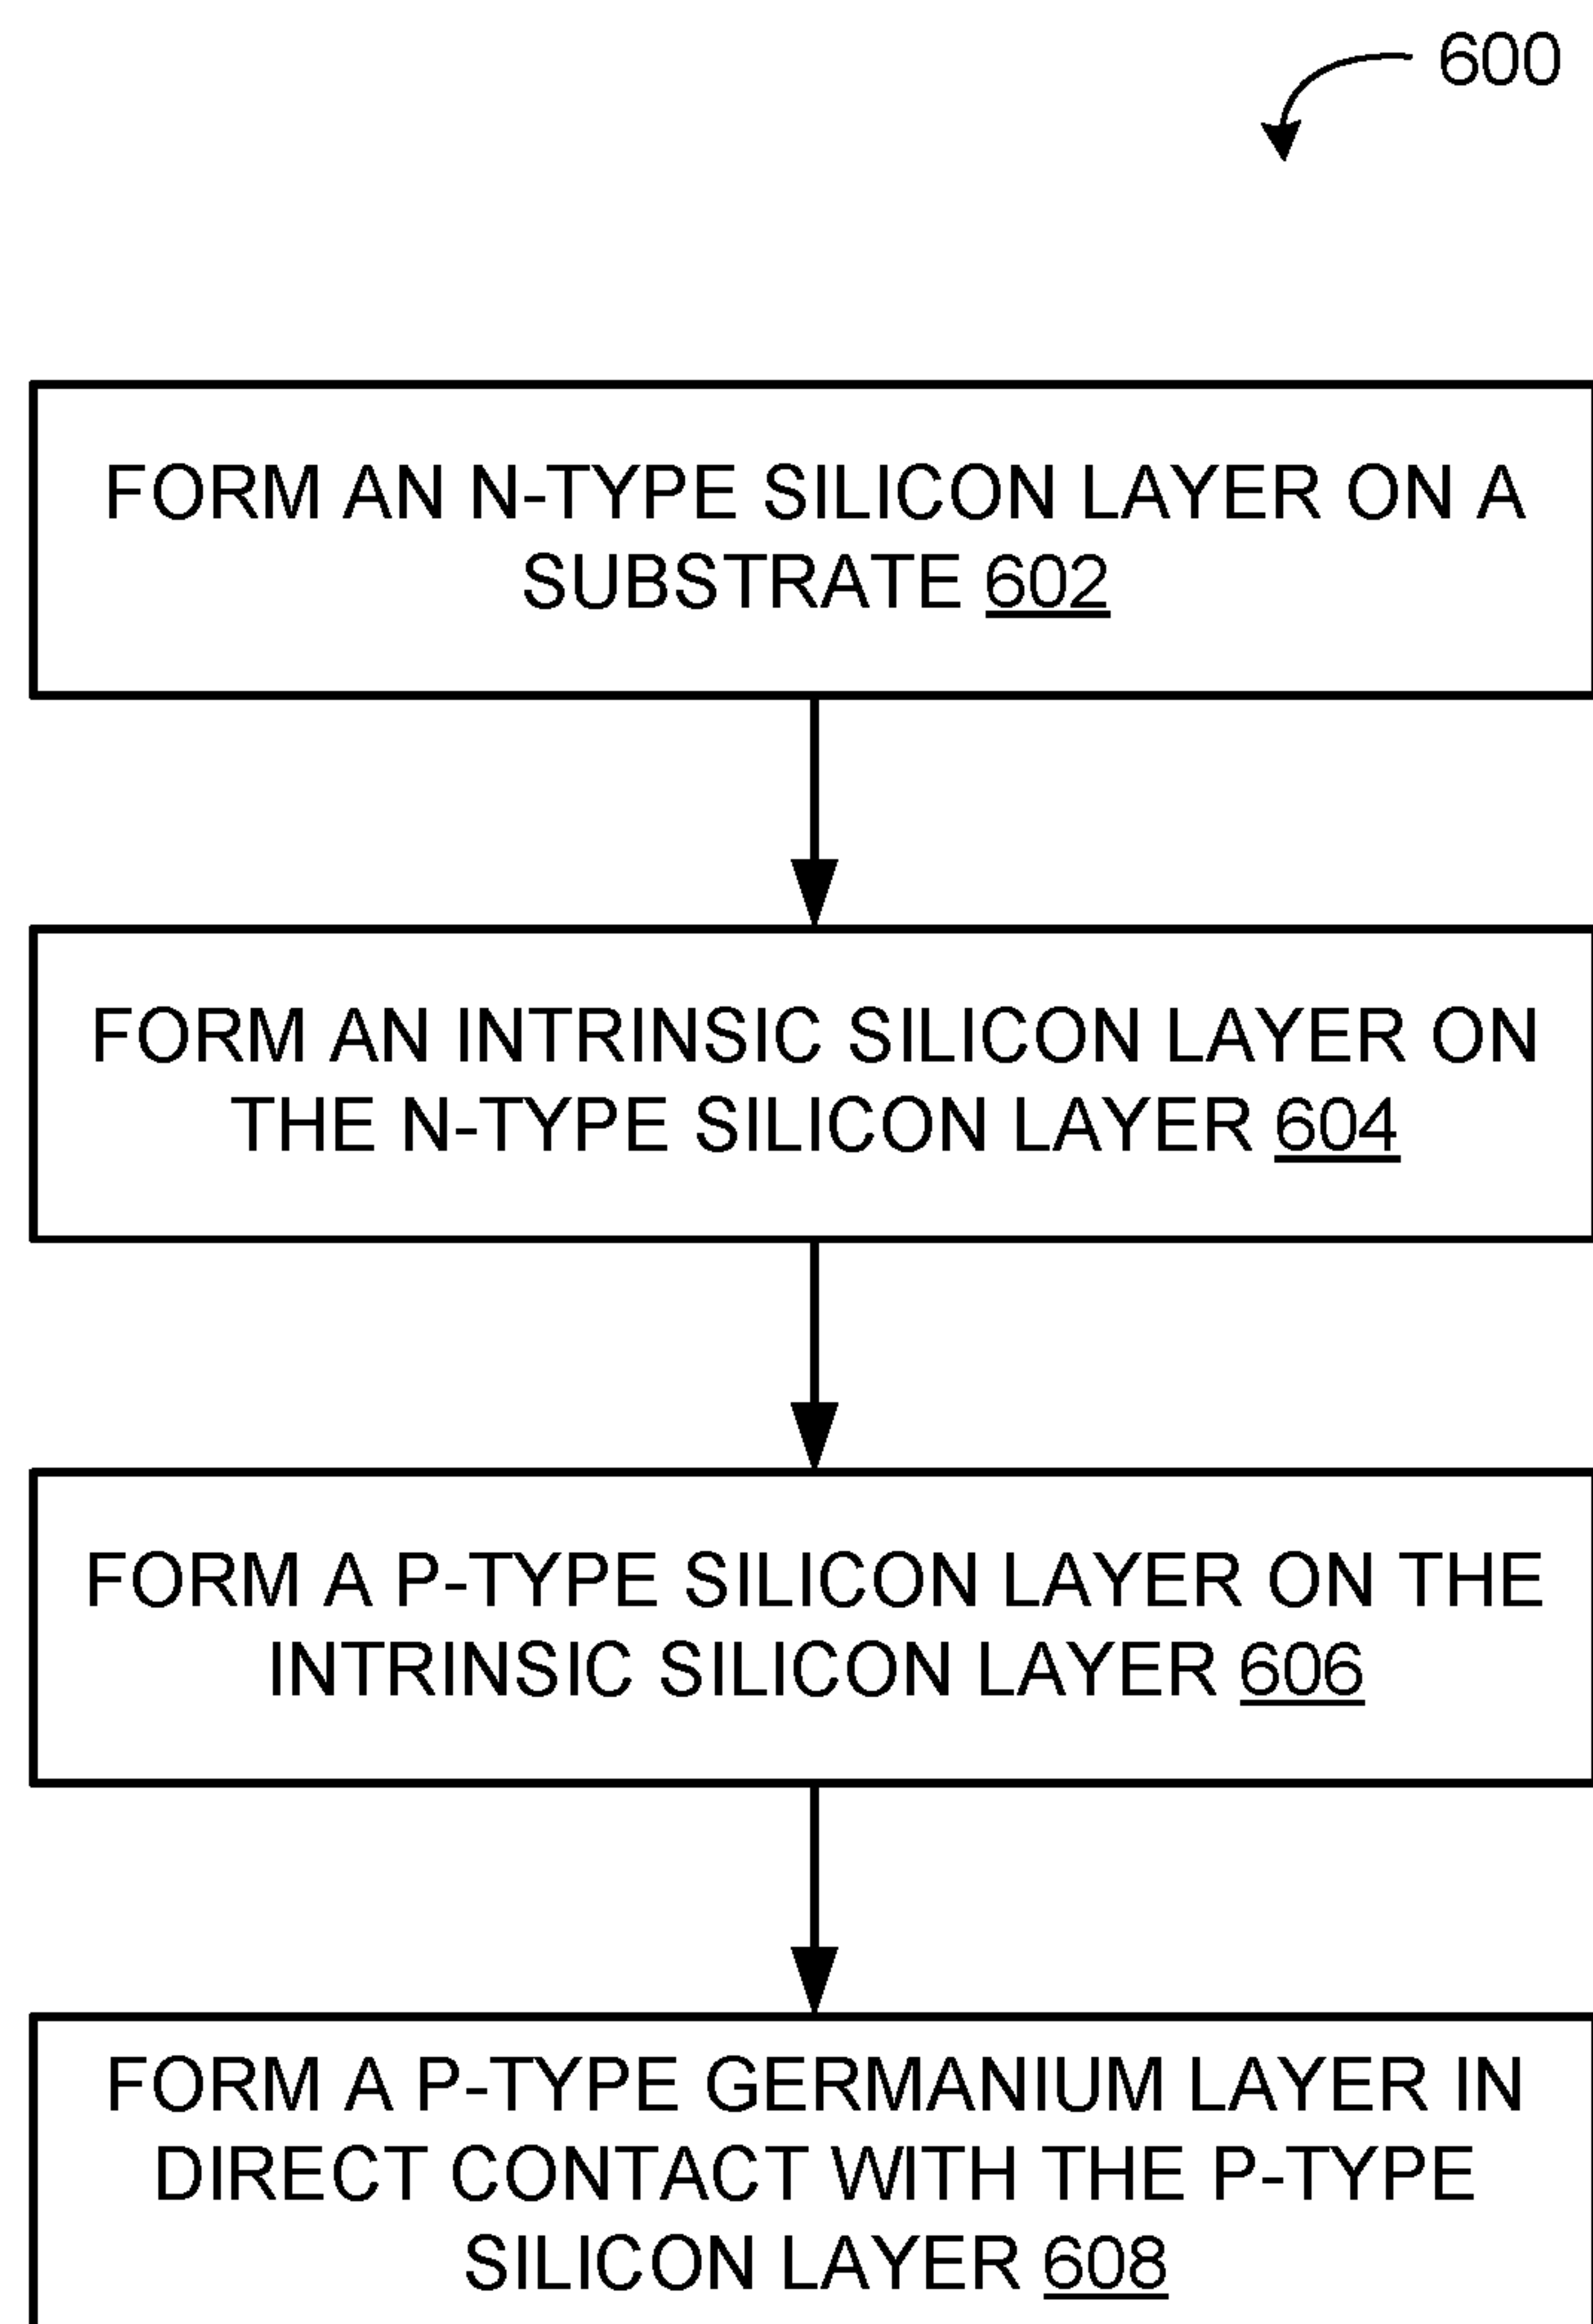 600
FORM AN N-TYPE SILICON LAYER ON A
SUBSTRATE 602
FORM AN INTRINSIC SILICON LAYER ON
THE N-TYPE SILICON LAYER 604
FORM A P-TYPE SILICON LAYER ON THE
INTRINSIC SILICON LAYER 606
FORM A P-TYPE GERMANIUM LAYER IN
DIRECT CONTACT WITH THE P-TYPE
SILICON LAYER 608